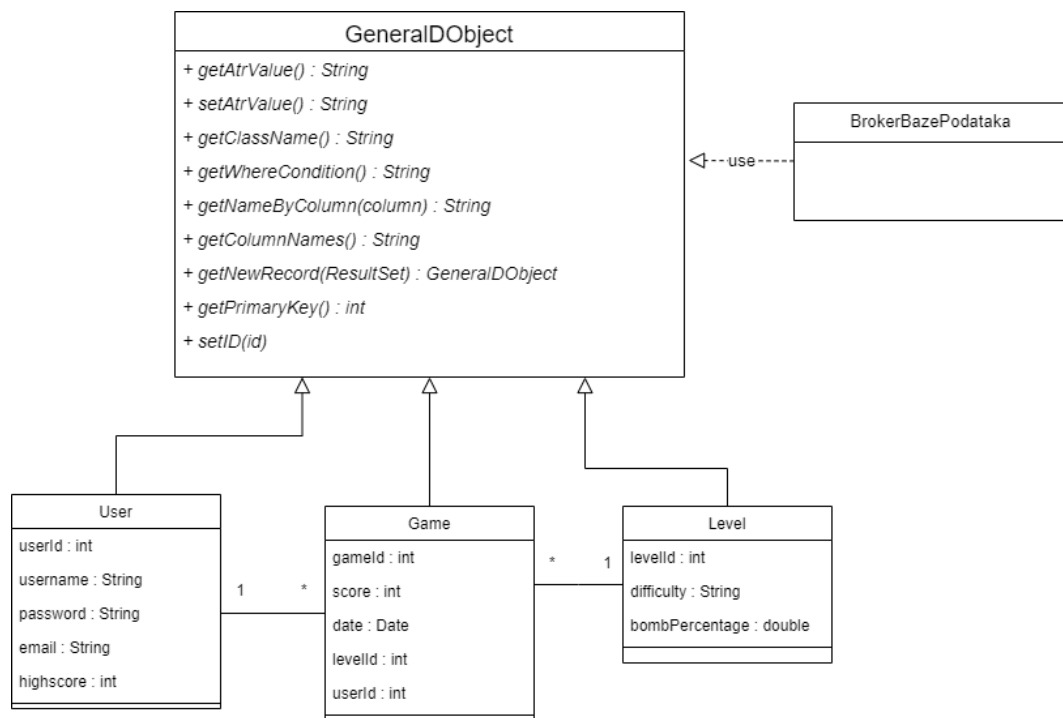 GeneralDObject
+ getAtrValue() : String
+ setAtrValue() : String
+ getClassName() : String
+ getWhereCondition() : String
+ getNameByColumn(column) : String
+ getColumnNames() : String
+ getNewRecord(ResultSet) : GeneralDObject
+ getPrimaryKey() : int
+ setID(id)
BrokerBazePodataka
use
User
userId : int
username : String
password : String
email : String
highscore : int
1
*
Game
gameId : int
score : int
date : Date
levelId : int
userId : int
*
1
Level
levelId : int
difficulty : String
bombPercentage : double